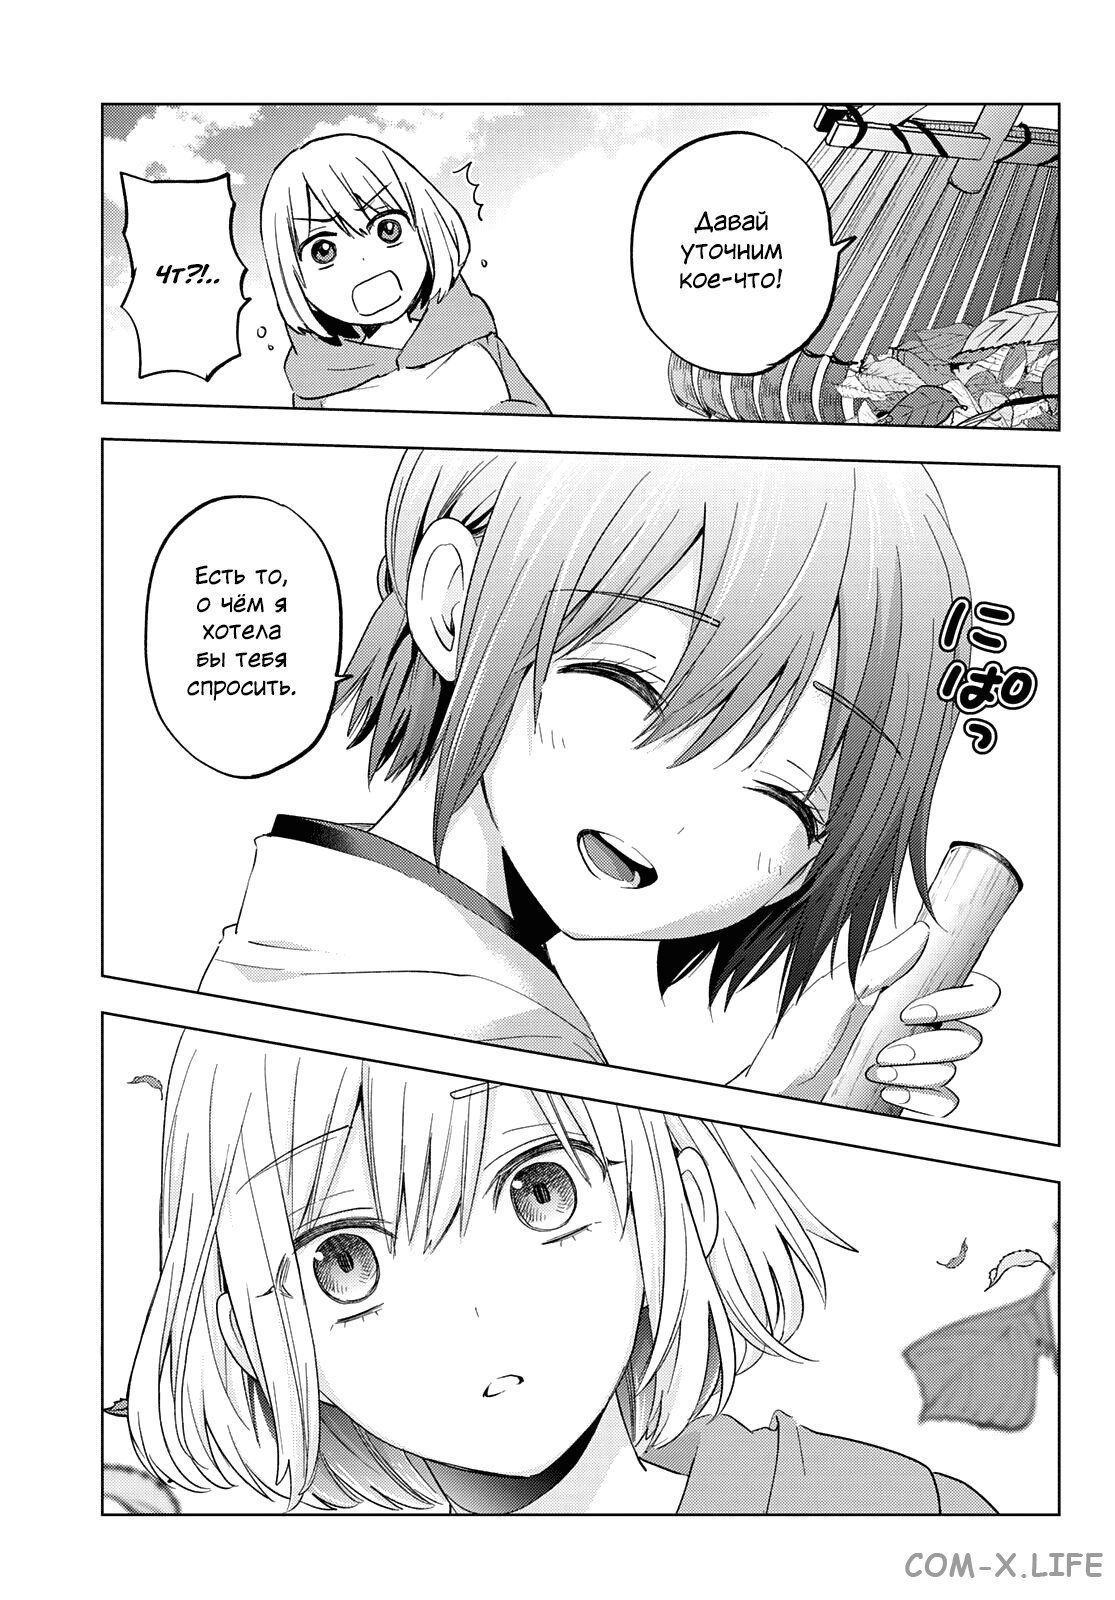 Давай
уточним
кое-что!
Чт?!..
Есть то,
о чём я
хотела
бы тебя
спросить.
にぱっ
COM-X.LIFE